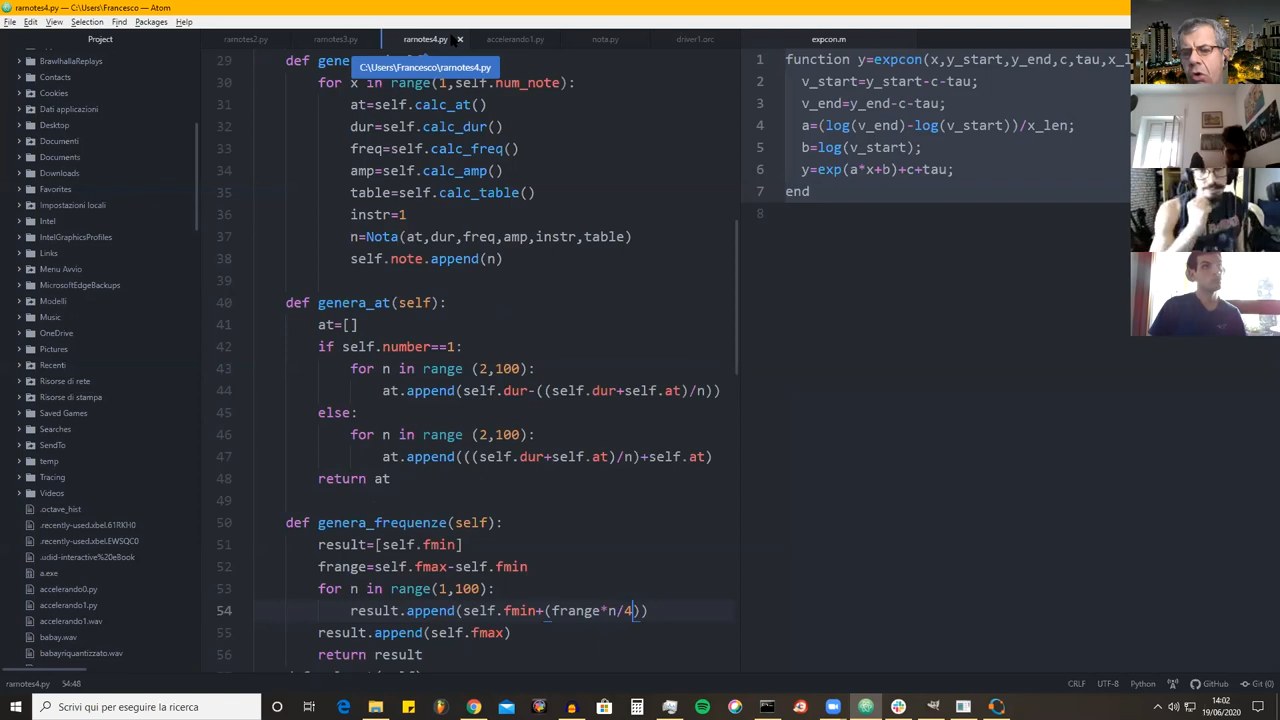 ramotes4.py — C:\Users\Francesco — Atom
File Edit View Selection Find Packages Help
Project
ramotes2.py ramotes3.py ramotes4.py accelerando1.py nota.py driver1.orc expcon.m
C:\Users\Francesco\ramotes4.py
BrawlhallaReplays
Contacts
Cookies
Dati applicazioni
Desktop
Documenti
Documents
Downloads
Favorites
Impostazioni locali
Intel
IntelGraphicsProfiles
Links
Menu Avvio
MicrosoftEdgeBackups
Modelli
Music
OneDrive
Pictures
Recenti
Risorse di rete
Risorse di stampa
Saved Games
Searches
SendTo
temp
Tracing
Videos
.octave_hist
.recently-used.xbel.61RKH0
.recently-used.xbel.EWSQC0
.udid-interactive%20eBook
a.exe
accelerando0.py
accelerando1.py
accelerando1.wav
babay.wav
babayriquantizzato.wav
29 def gene
30 for x in range(1,self.num_note):
31 at=self.calc_at()
32 dur=self.calc_dur()
33 freq=self.calc_freq()
34 amp=self.calc_amp()
35 table=self.calc_table()
36 instr=1
37 n=Nota(at,dur,freq,amp,instr,table)
38 self.note.append(n)
39
40 def genera_at(self):
41 at=[]
42 if self.number==1:
43 for n in range (2,100):
44 at.append(self.dur-((self.dur+self.at)/n))
45 else:
46 for n in range (2,100):
47 at.append(((self.dur+self.at)/n)+self.at)
48 return at
49
50 def genera_frequenze(self):
51 result=[self.fmin]
52 frange=self.fmax-self.fmin
53 for n in range(1,100):
54 result.append(self.fmin+(frange*n/4))
55 result.append(self.fmax)
56 return result
1 function y=expcon(x,y_start,y_end,c,tau,x_l
2 v_start=y_start-c-tau;
3 v_end=y_end-c-tau;
4 a=(log(v_end)-log(v_start))/x_len;
5 b=log(v_start);
6 y=exp(a*x+b)+c+tau;
7 end
8
ramotes4.py 54:48 CRLF UTF-8 Python GitHub Git (0)
Scrivi qui per eseguire la ricerca
14:02
19/06/2020